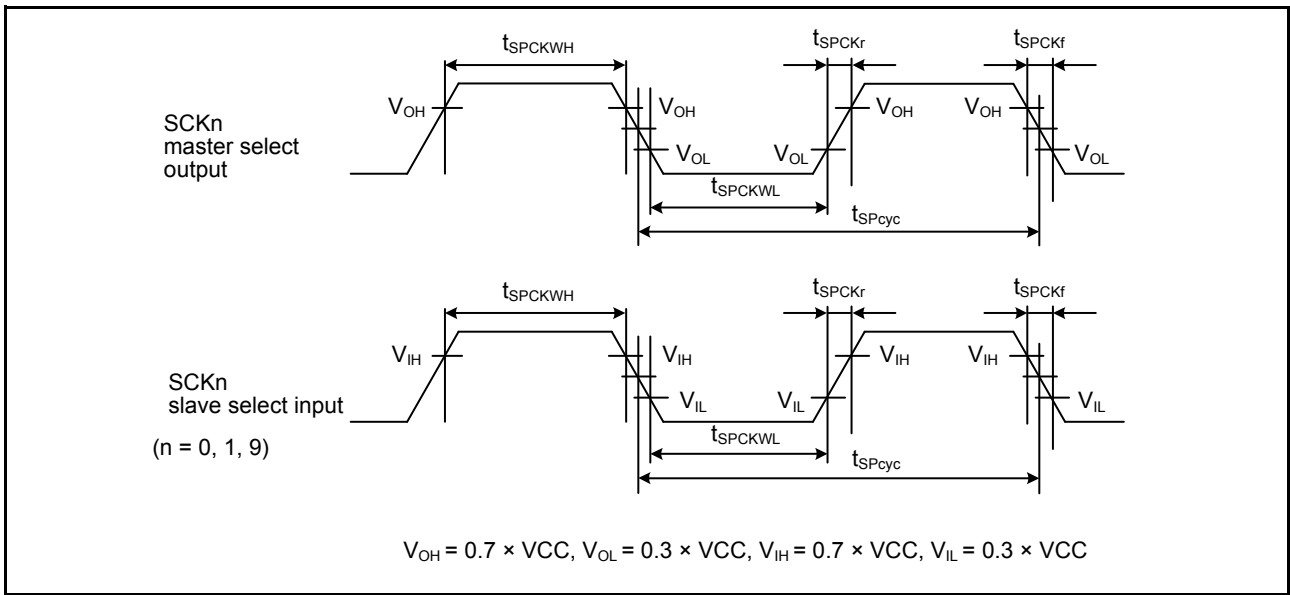 tSPCKWH
tSPCKr
tSPCKf
VOH
VOH
VOH
VOH
SCKn
master select
output
VOL
VOL
VOL
tSPCKWL
tSPcyc
tSPCKWH
tSPCKr
tSPCKf
VIH
VIH
VIH
VIH
SCKn
slave select input
VIL
VIL
VIL
(n = 0, 1, 9)
tSPCKWL
tSPcyc
VOH = 0.7 × VCC, VOL = 0.3 × VCC, VIH = 0.7 × VCC, VIL = 0.3 × VCC